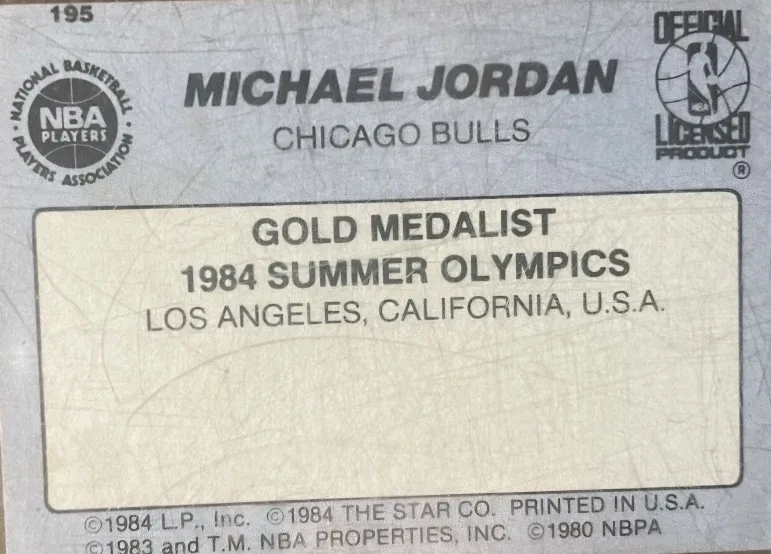 195
NATIONAL BASKETBALL
NBA
PLAYERS
PLAYERS ASSOCIATION
OFFICIAL
NBA
LICENSED
PRODUCT
®
MICHAEL JORDAN
CHICAGO BULLS
GOLD MEDALIST
1984 SUMMER OLYMPICS
LOS ANGELES, CALIFORNIA, U.S.A.
©1984 L.P., Inc. ©1984 THE STAR CO. PRINTED IN U.S.A.
©1983 and T.M. NBA PROPERTIES, INC. ©1980 NBPA